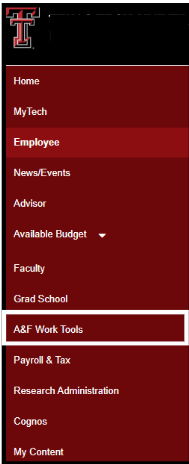 Home
MyTech
Employee
News/Events
Advisor
Available Budget
Faculty
Grad School
A&F Work Tools
Payroll & Tax
Research Administration
Cognos
My Content